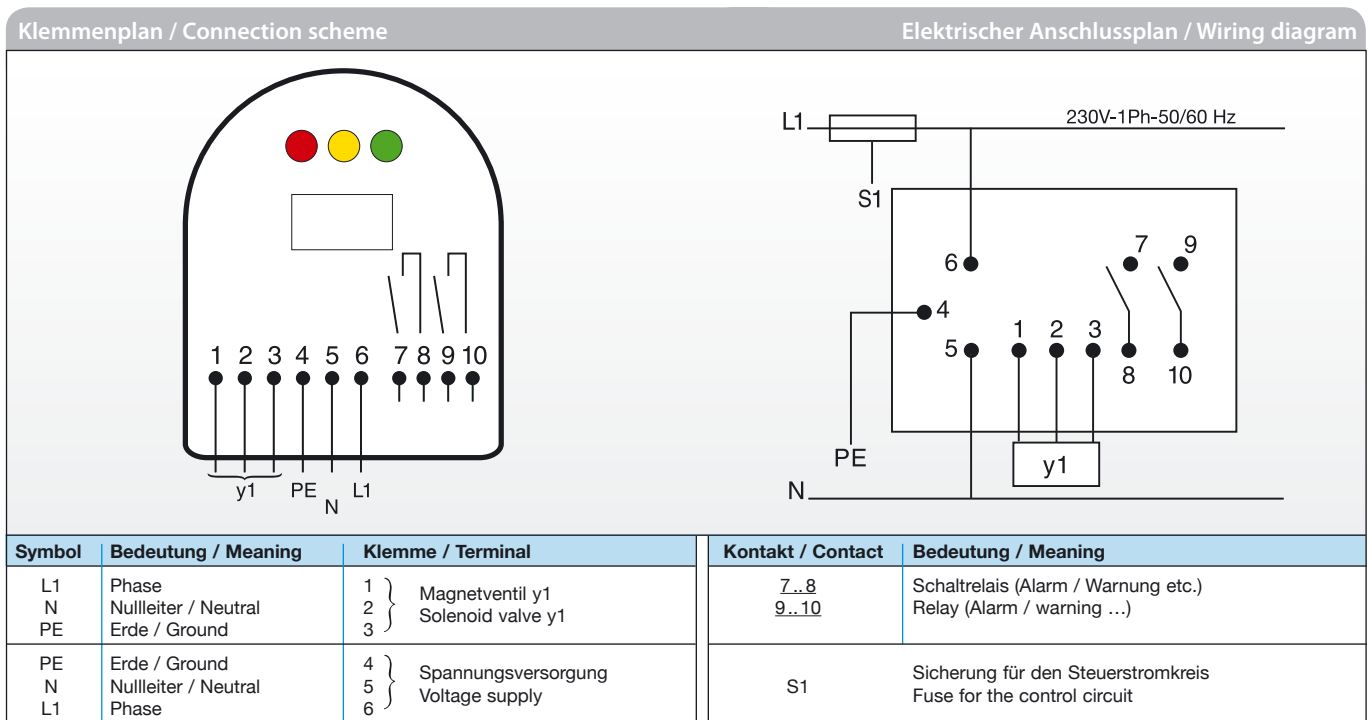 Klemmenplan / Connection scheme
Elektrischer Anschlussplan / Wiring diagram
1 2 3 4 5 6 7 8 9 10
y1 PE N L1
L1 230V-1Ph-50/60 Hz
S1
7 9
6
4
1 2 3
5
8 10
PE
y1
N
Symbol Bedeutung / Meaning Klemme / Terminal
L1 Phase 1
N Nullleiter / Neutral 2
PE Erde / Ground 3
Magnetventil y1
Solenoid valve y1
PE Erde / Ground 4
N Nullleiter / Neutral 5
L1 Phase 6
Spannungsversorgung
Voltage supply
Kontakt / Contact Bedeutung / Meaning
7..8 Schaltrelais (Alarm / Warnung etc.)
9..10 Relay (Alarm / warning …)
S1
Sicherung für den Steuerstromkreis
Fuse for the control circuit